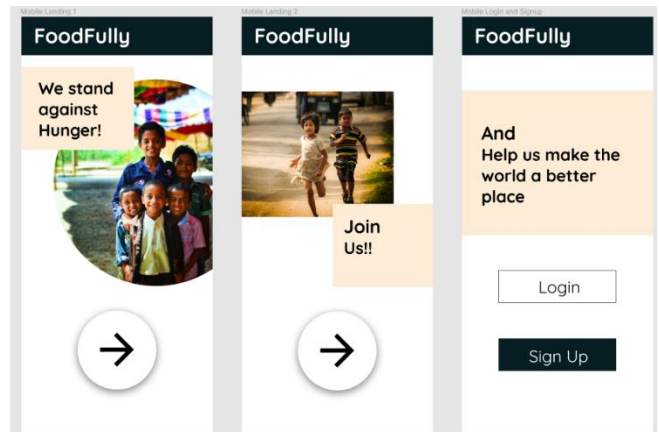 Mobile Landing 1
FoodFully
We stand
against
Hunger!
Mobile Landing 2
FoodFully
Join
Us!!
Mobile Login and Signup
FoodFully
And
Help us make the
world a better
place
Login
Sign Up